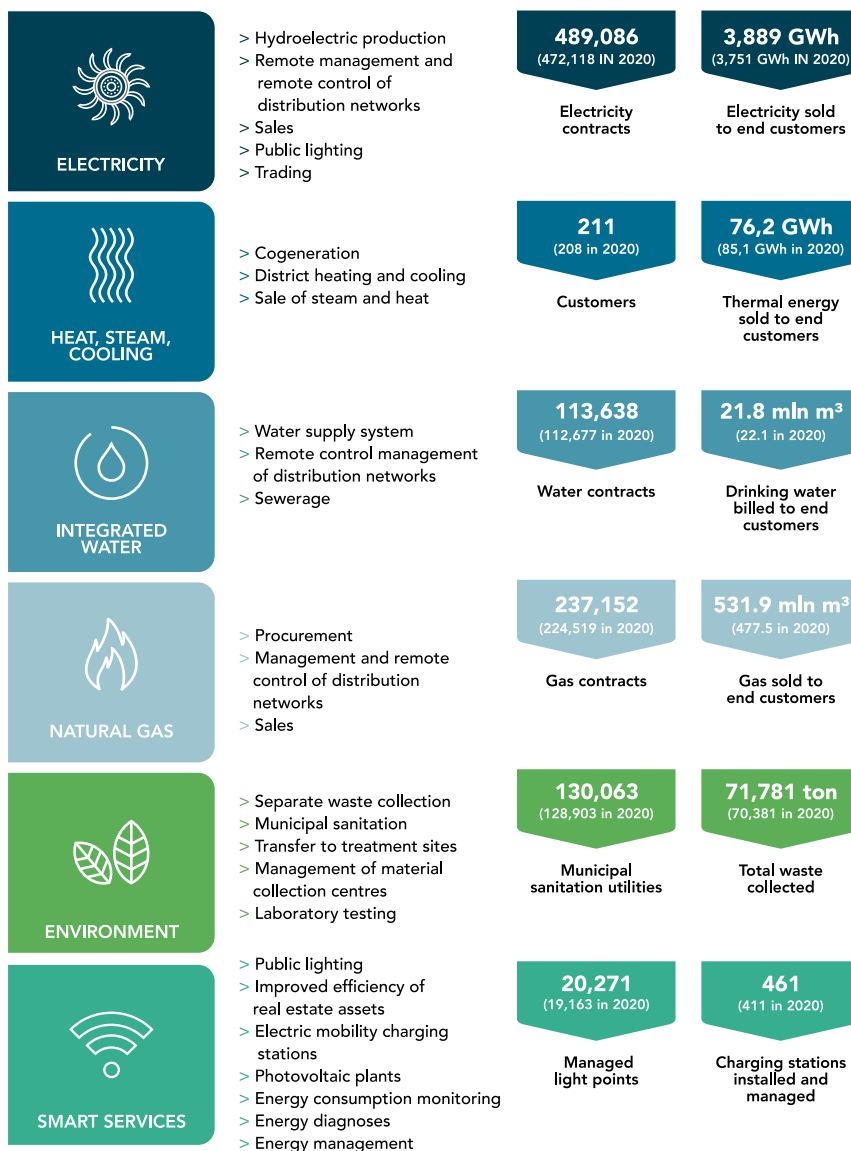 ELECTRICITY
> Hydroelectric production
> Remote management and
remote control of
distribution networks
> Sales
> Public lighting
> Trading
489,086
(472,118 IN 2020)
Electricity
contracts
3,889 GWh
(3,751 GWh IN 2020)
Electricity sold
to end customers
HEAT, STEAM,
COOLING
> Cogeneration
> District heating and cooling
> Sale of steam and heat
211
(208 in 2020)
Customers
76,2 GWh
(85,1 GWh in 2020)
Thermal energy
sold to end
customers
INTEGRATED
WATER
> Water supply system
> Remote control management
of distribution networks
> Sewerage
113,638
(112,677 in 2020)
Water contracts
21.8 mln m³
(22.1 in 2020)
Drinking water
billed to end
customers
NATURAL GAS
> Procurement
> Management and remote
control of distribution
networks
> Sales
237,152
(224,519 in 2020)
Gas contracts
531.9 mln m³
(477.5 in 2020)
Gas sold to
end customers
ENVIRONMENT
> Separate waste collection
> Municipal sanitation
> Transfer to treatment sites
> Management of material
collection centres
> Laboratory testing
130,063
(128,903 in 2020)
Municipal
sanitation utilities
71,781 ton
(70,381 in 2020)
Total waste
collected
SMART SERVICES
> Public lighting
> Improved efficiency of
real estate assets
> Electric mobility charging
stations
> Photovoltaic plants
> Energy consumption monitoring
> Energy diagnoses
> Energy management
20,271
(19,163 in 2020)
Managed
light points
461
(411 in 2020)
Charging stations
installed and
managed